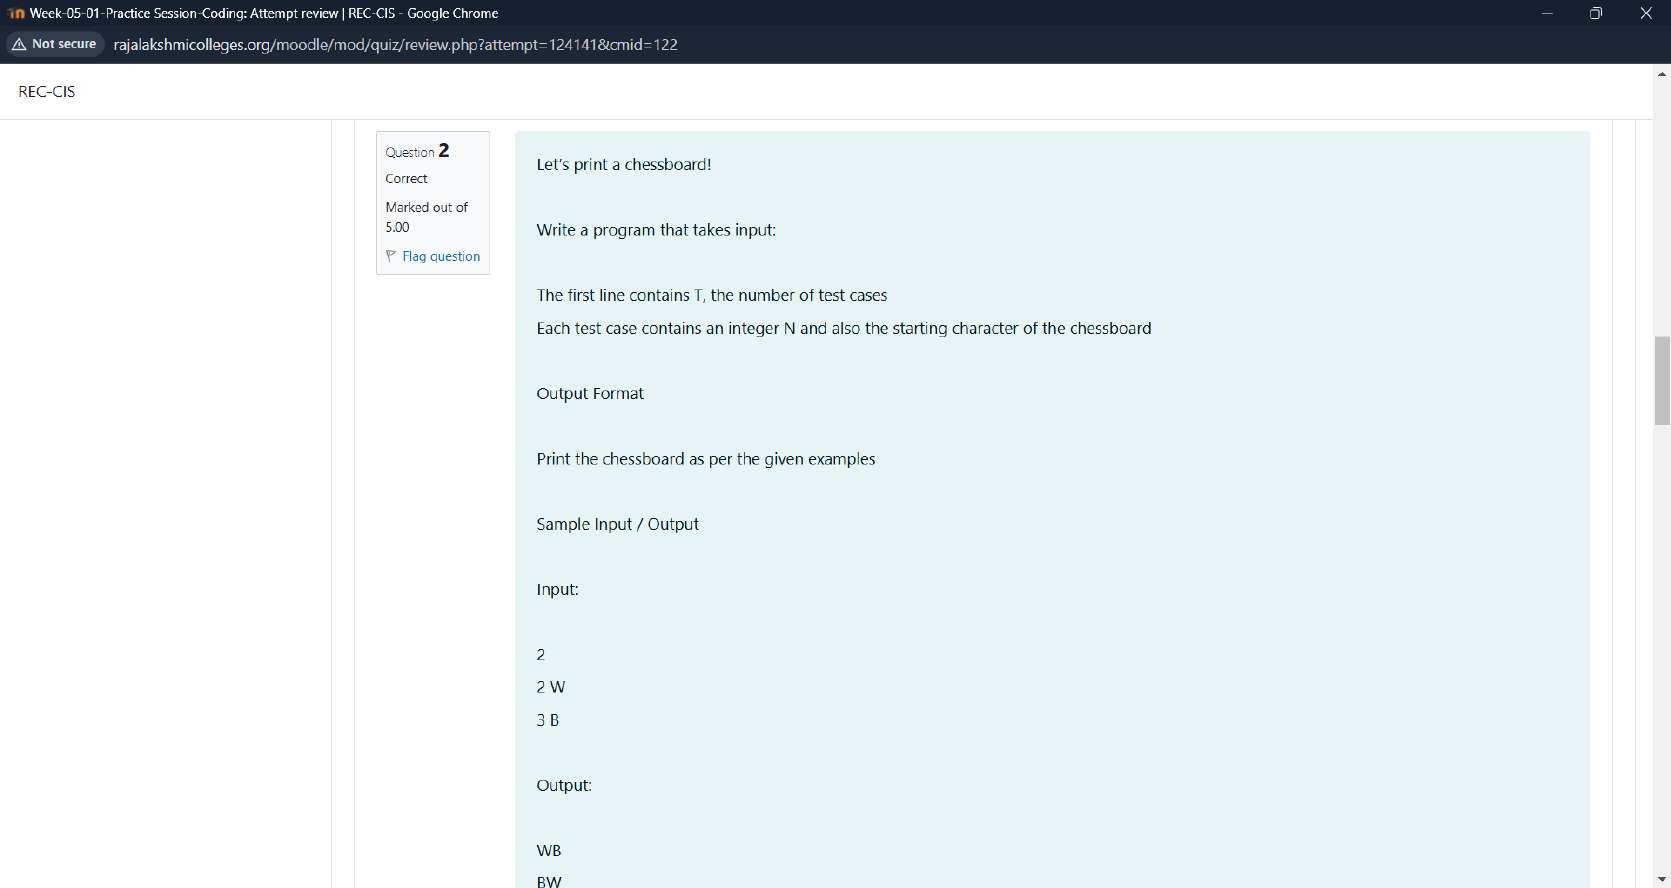 Week-05-01-Practice Session-Coding: Attempt review | REC-CIS - Google Chrome
Not secure rajalakshmicolleges.org/moodle/mod/quiz/review.php?attempt=124141&cmid=122
REC-CIS
Question 2
Correct
Marked out of
5.00
Flag question
Let's print a chessboard!
Write a program that takes input:
The first line contains T, the number of test cases
Each test case contains an integer N and also the starting character of the chessboard
Output Format
Print the chessboard as per the given examples
Sample Input / Output
Input:
2
2 W
3 B
Output:
WB
BW